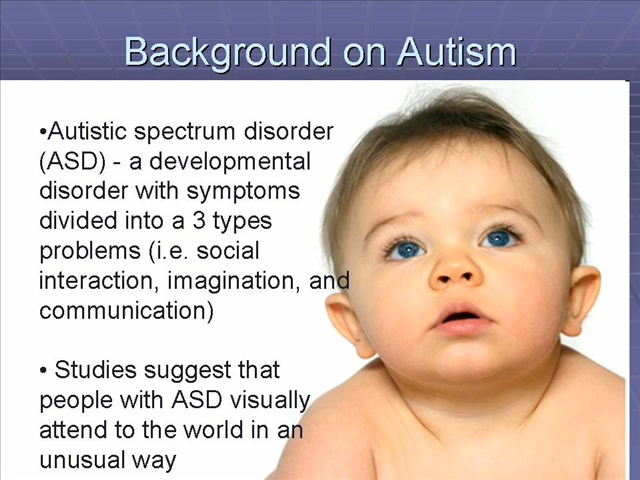 Background on Autism
•Autistic spectrum disorder
(ASD) - a developmental
disorder with symptoms
divided into a 3 types
problems (i.e. social
interaction, imagination, and
communication)
• Studies suggest that
people with ASD visually
attend to the world in an
unusual way